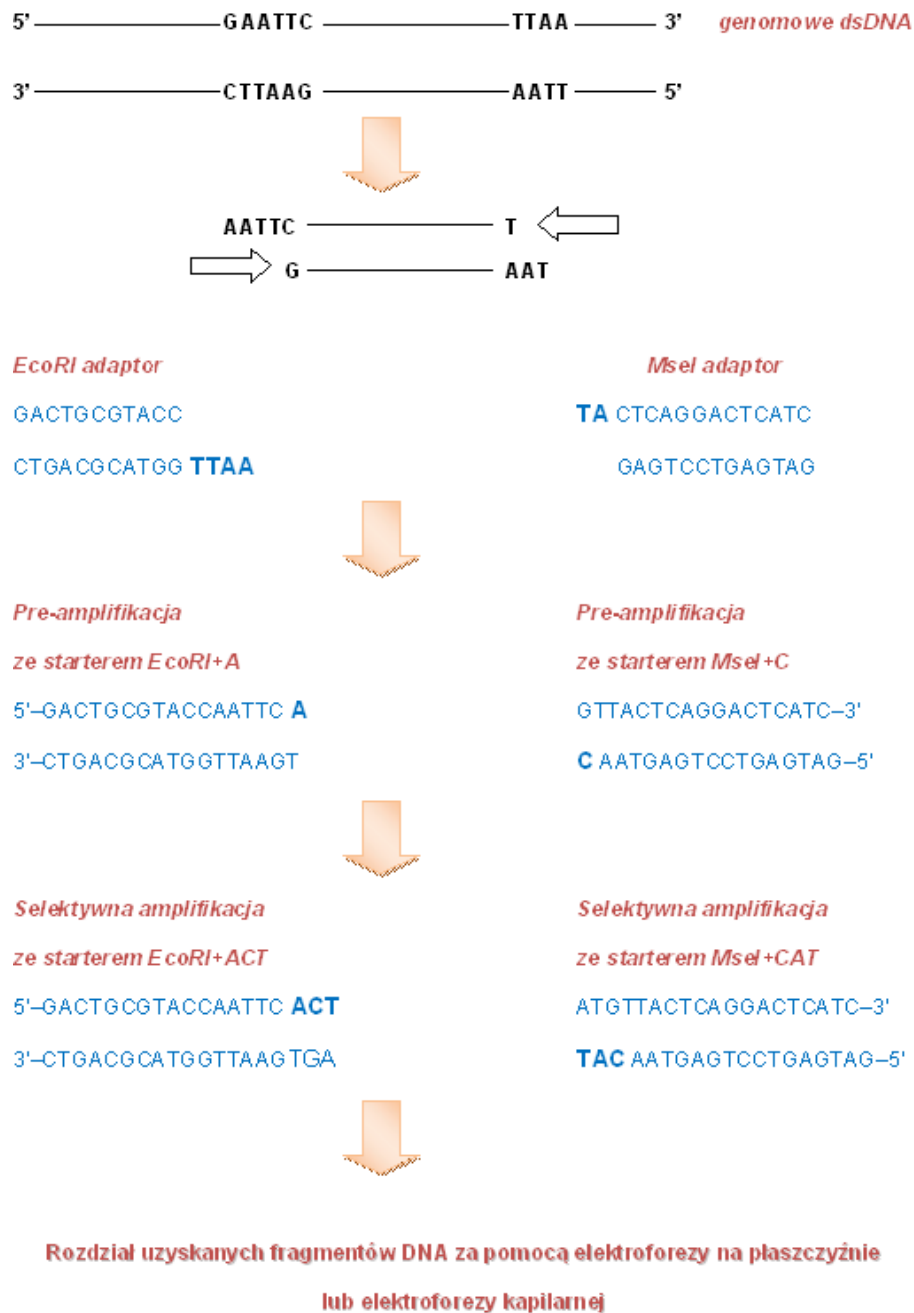 5' GAATTC TTAA 3' genomowe dsDNA
3' CTTAAG AATT 5'
AATTC T
G AAT
EcoRI adaptor MseI adaptor
GACTGCGTACC TA CTCAGGACTCATC
CTGACGCATGG TTAA GAGTCCTGAGTAG
Pre-amplifikacja Pre-amplifikacja
ze starterem EcoRI+A ze starterem MseI+C
5'–GACTGCGTACCAATTC A GTTACTCAGGACTCATC–3'
3'–CTGACGCATGGTTAAGT C AATGAGTCCTGAGTAG–5'
Selektywna amplifikacja Selektywna amplifikacja
ze starterem EcoRI+ACT ze starterem MseI+CAT
5'–GACTGCGTACCAATTC ACT ATGTTACTCAGGACTCATC–3'
3'–CTGACGCATGGTTAAGTGA TAC AATGAGTCCTGAGTAG–5'
Rozdział uzyskanych fragmentów DNA za pomocą elektroforezy na płaszczyźnie
lub elektroforezy kapilarnej